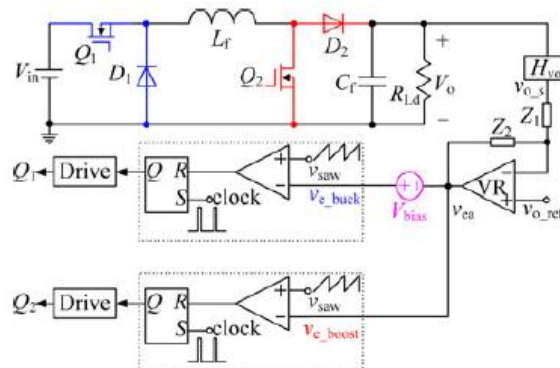 Q1
Lf
D2
Vin
D1
Q2
Cf
RLd
+
Vo
−
Hvo
vo_s
Z1
Z2
Q1
Drive
Q
R
S
clock
+
−
vsaw
ve_buck
+
Vbias
vea
VR
−
+
vo_ref
Q2
Drive
Q
R
S
clock
+
−
vsaw
ve_boost